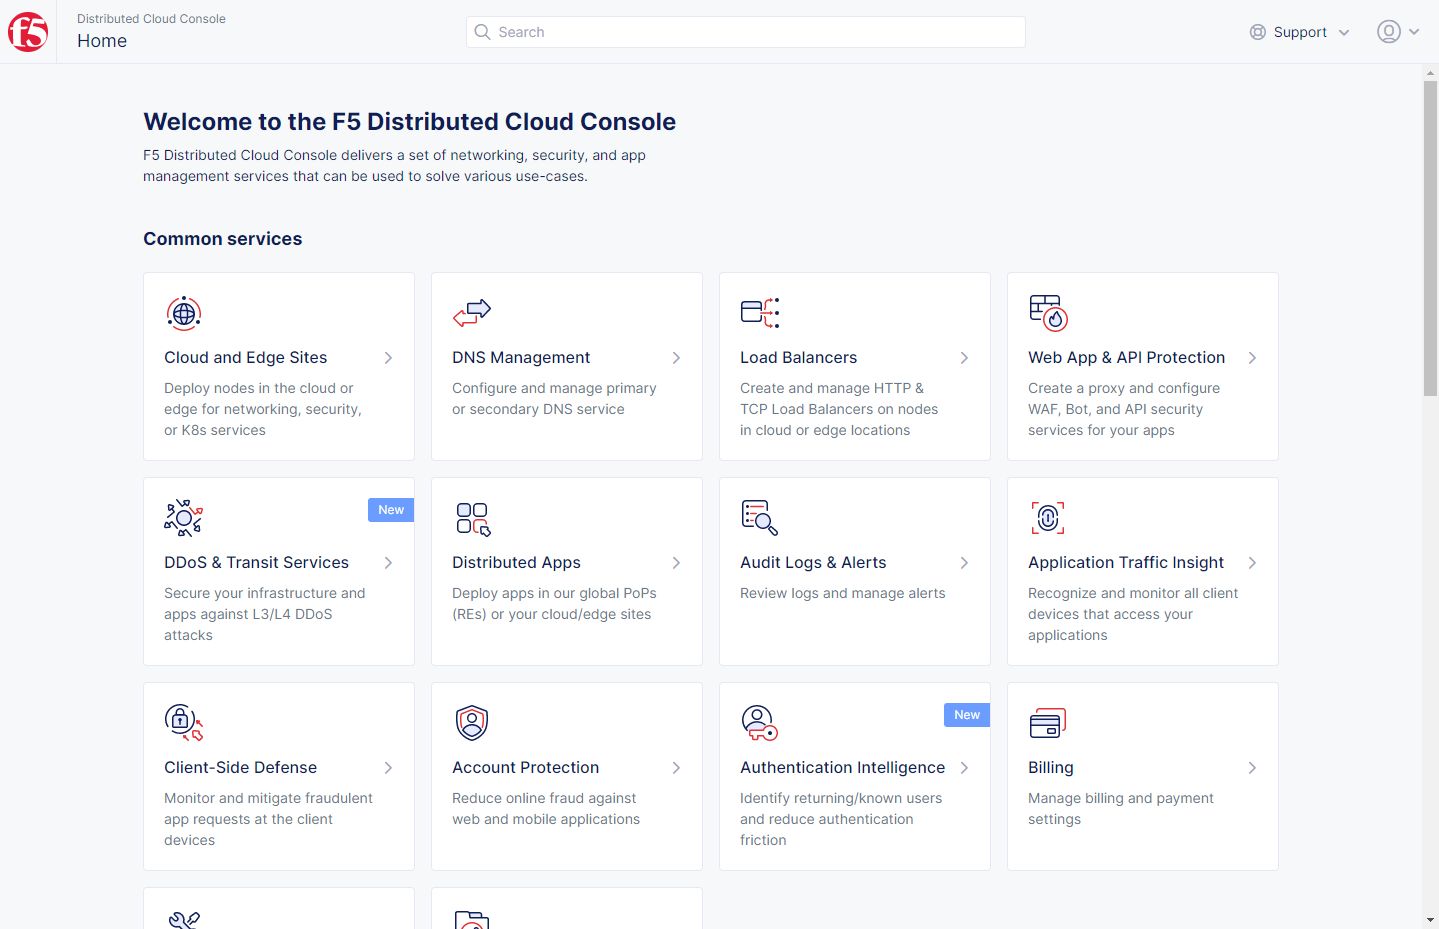 f5
Distributed Cloud Console
Home
Search
Support
Welcome to the F5 Distributed Cloud Console
F5 Distributed Cloud Console delivers a set of networking, security, and app
management services that can be used to solve various use-cases.
Common services
Cloud and Edge Sites
Deploy nodes in the cloud or
edge for networking, security,
or K8s services
DNS Management
Configure and manage primary
or secondary DNS service
Load Balancers
Create and manage HTTP &
TCP Load Balancers on nodes
in cloud or edge locations
Web App & API Protection
Create a proxy and configure
WAF, Bot, and API security
services for your apps
New
DDoS & Transit Services
Secure your infrastructure and
apps against L3/L4 DDoS
attacks
Distributed Apps
Deploy apps in our global PoPs
(REs) or your cloud/edge sites
Audit Logs & Alerts
Review logs and manage alerts
Application Traffic Insight
Recognize and monitor all client
devices that access your
applications
Client-Side Defense
Monitor and mitigate fraudulent
app requests at the client
devices
Account Protection
Reduce online fraud against
web and mobile applications
New
Authentication Intelligence
Identify returning/known users
and reduce authentication
friction
Billing
Manage billing and payment
settings